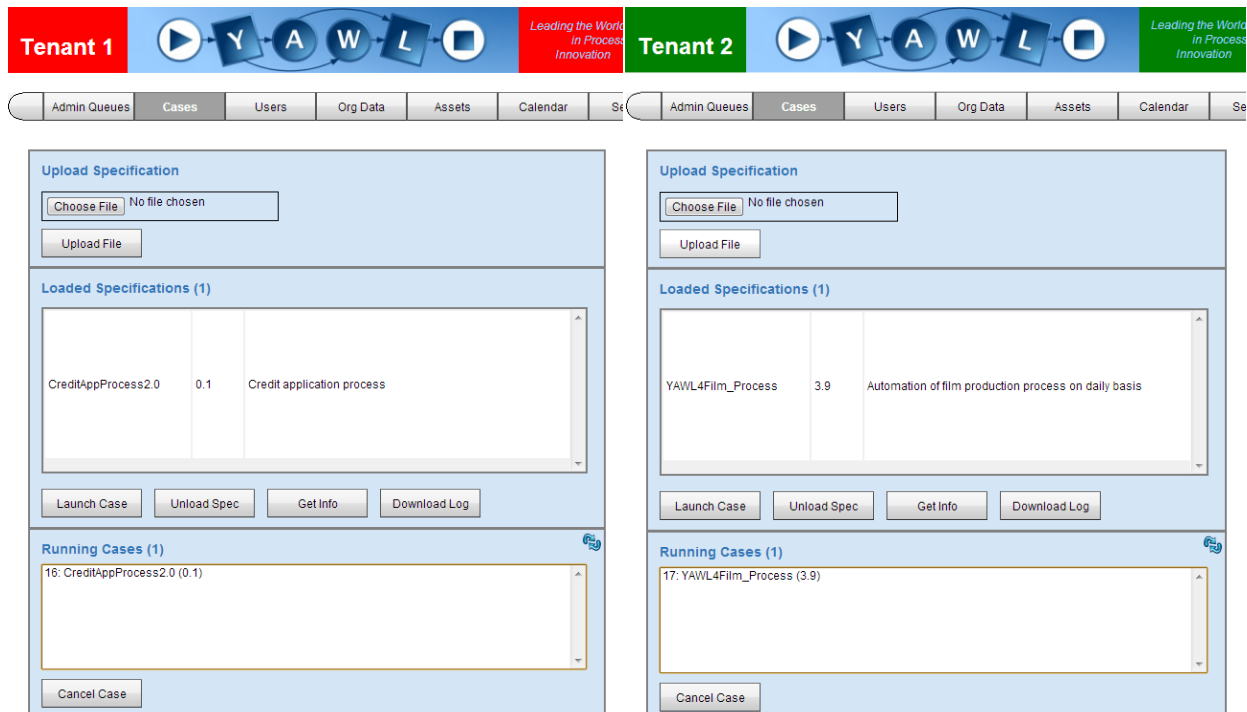 Tenant 1
Y A W L
Leading the World
in Process
Innovation
Admin Queues Cases Users Org Data Assets Calendar Se
Upload Specification
Choose File No file chosen
Upload File
Loaded Specifications (1)
CreditAppProcess2.0 0.1 Credit application process
Launch Case Unload Spec Get Info Download Log
Running Cases (1)
16: CreditAppProcess2.0 (0.1)
Cancel Case
Tenant 2
Y A W L
Leading the World
in Process
Innovation
Admin Queues Cases Users Org Data Assets Calendar Se
Upload Specification
Choose File No file chosen
Upload File
Loaded Specifications (1)
YAWL4Film_Process 3.9 Automation of film production process on daily basis
Launch Case Unload Spec Get Info Download Log
Running Cases (1)
17: YAWL4Film_Process (3.9)
Cancel Case